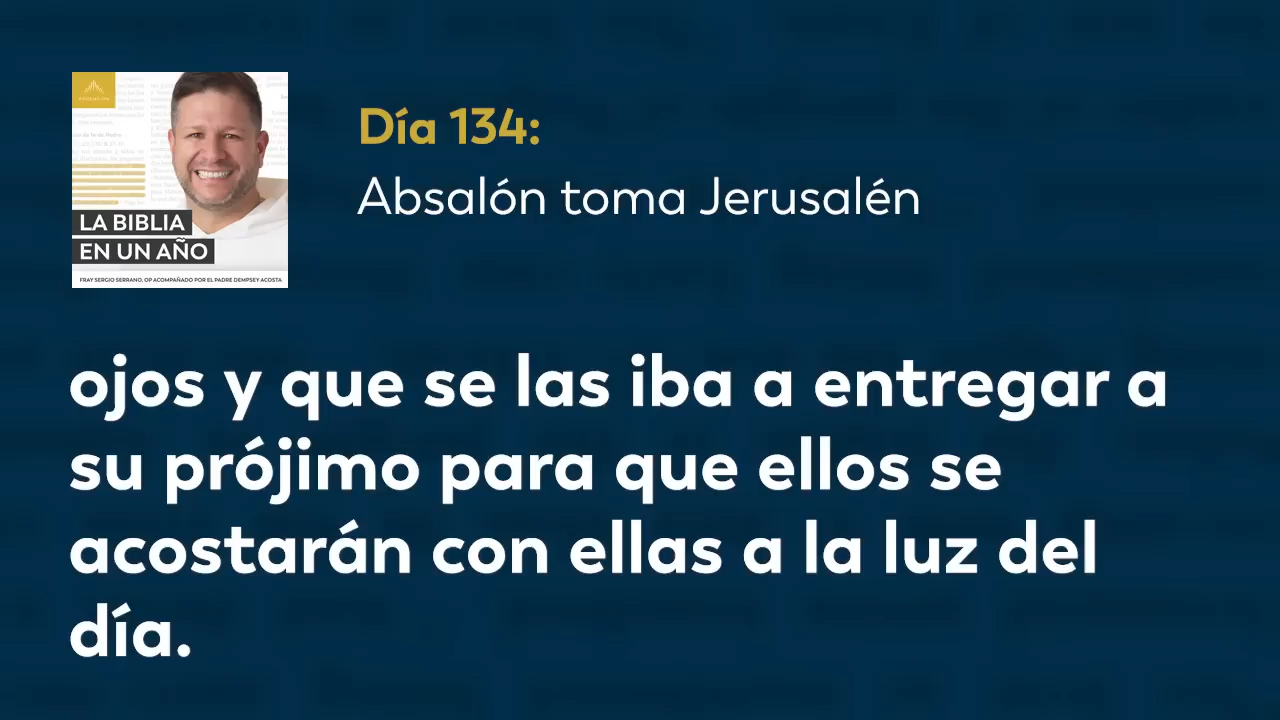 Día 134:
Absalón toma Jerusalén
LA BIBLIA
EN UN AÑO
FRAY SERGIO SERRANO, OP ACOMPAÑADO POR EL PADRE DEMPSEY ACOSTA
ojos y que se las iba a entregar a
su prójimo para que ellos se
acostarán con ellas a la luz del
día.